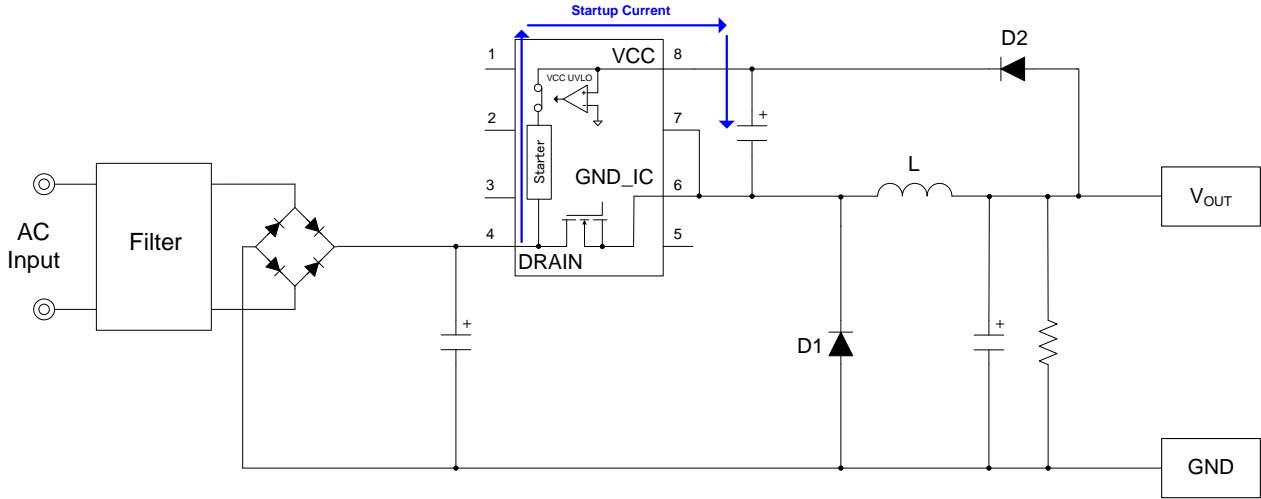 Startup Current
1
VCC
8
D2
VCC UVLO
+
-
2
7
+
Starter
3
GND_IC
6
L
VOUT
AC
Input
Filter
4
DRAIN
5
+
D1
+
GND